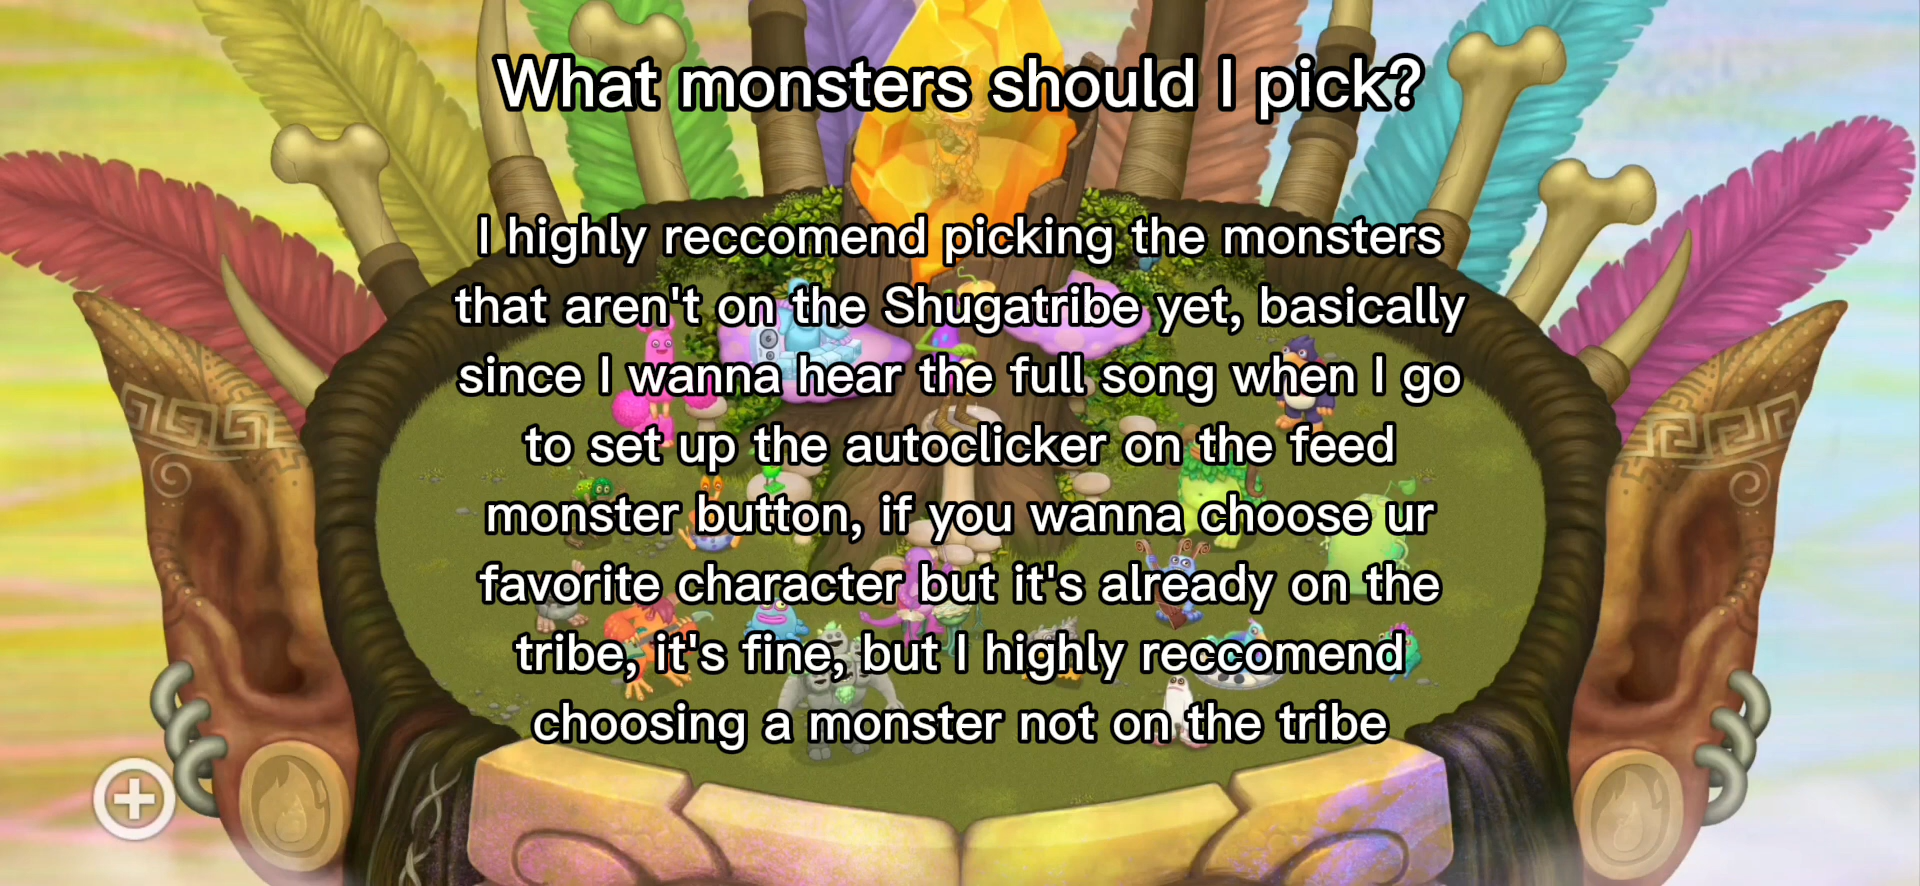 What monsters should I pick?
I highly reccomend picking the monsters
that aren't on the Shugatribe yet, basically
since I wanna hear the full song when I go
to set up the autoclicker on the feed
monster button, if you wanna choose ur
favorite character but it's already on the
tribe, it's fine, but I highly reccomend
choosing a monster not on the tribe